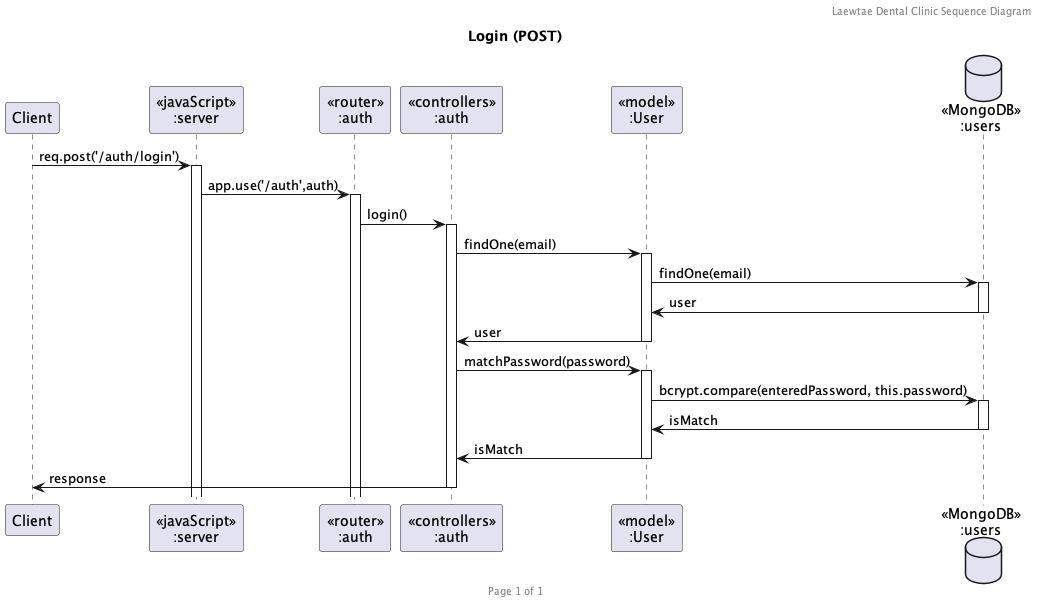 Laewtae Dental Clinic Sequence Diagram
Login (POST)
Client
«javaScript»
:server
«router»
:auth
«controllers»
:auth
«model»
:User
«MongoDB»
:users
req.post('/auth/login')
app.use('/auth',auth)
login()
findOne(email)
findOne(email)
user
user
matchPassword(password)
bcrypt.compare(enteredPassword, this.password)
isMatch
isMatch
response
Client
«javaScript»
:server
«router»
:auth
«controllers»
:auth
«model»
:User
«MongoDB»
:users
Page 1 of 1